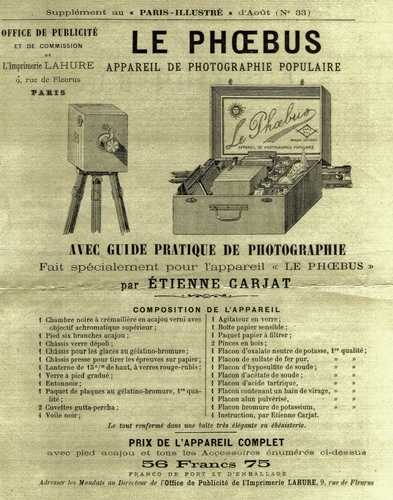 Supplément au « PARIS-ILLUSTRÉ » d'Août (N° 33)
OFFICE DE PUBLICITÉ
ET DE COMMISSION
DE
L'Imprimerie LAHURE
9, rue de Fleurus
PARIS
LE PHŒBUS
APPAREIL DE PHOTOGRAPHIE POPULAIRE
Le Phœbus
APPAREIL DE PHOTOGRAPHIE POPULAIRE
AVEC GUIDE PRATIQUE DE PHOTOGRAPHIE
Fait spécialement pour l'appareil « LE PHŒBUS »
par ÉTIENNE CARJAT
COMPOSITION DE L'APPAREIL
1 Chambre noire à crémaillère en acajou verni avec
objectif achromatique supérieur;
1 Pied six branches acajou;
1 Châssis verre dépoli;
1 Châssis pour les glaces au gélatino-bromure;
1 Châssis presse pour tirer les épreuves sur papier;
1 Lanterne de 15 c/m de haut, à verres rouge-rubis;
1 Verre à pied gradué;
1 Entonnoir;
1 Paquet de plaques au gélatino-bromure, 1re qua-
lité;
2 Cuvettes gutta-percha;
1 Voile noir;
1 Agitateur en verre;
1 Boîte papier sensible;
1 Paquet papier à filtrer;
2 Pinces en bois;
1 Flacon d'oxalate neutre de potasse, 1re qualité;
1 Flacon de sulfate de fer pur, » »
1 Flacon d'hyposulfite de soude; » »
1 Flacon d'acétate de soude; » »
1 Flacon d'acide tartrique, » »
1 Flacon contenant un bain de virage, » »
1 Flacon alun pulvérisé, » »
1 Flacon bromure de potassium, » »
1 Instruction, par Etienne Carjat.
Le tout renfermé dans une boîte très élégante en ébénisterie.
PRIX DE L'APPAREIL COMPLET
avec pied acajou et tous les Accessoires énumérés ci-dessus
56 Francs 75
FRANCO DE PORT ET D'EMBALLAGE
Adresser les Mandats au Directeur de l'Office de Publicité de l'Imprimerie LAHURE, 9, rue de Fleurus